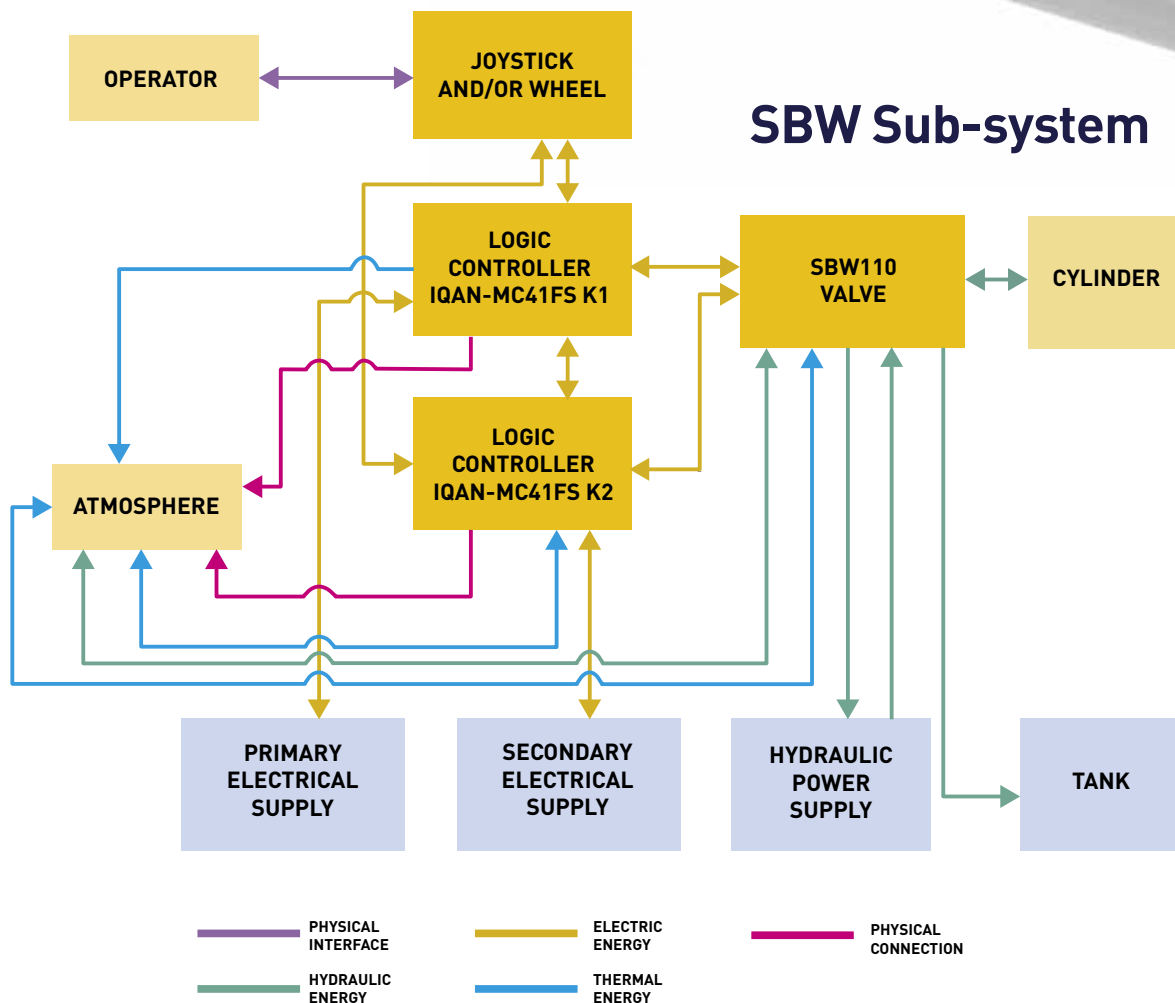 OPERATOR
JOYSTICK
AND/OR WHEEL
SBW Sub-system
LOGIC
CONTROLLER
IQAN-MC41FS K1
SBW110
VALVE
CYLINDER
LOGIC
CONTROLLER
IQAN-MC41FS K2
ATMOSPHERE
PRIMARY
ELECTRICAL
SUPPLY
SECONDARY
ELECTRICAL
SUPPLY
HYDRAULIC
POWER
SUPPLY
TANK
PHYSICAL
INTERFACE
ELECTRIC
ENERGY
PHYSICAL
CONNECTION
HYDRAULIC
ENERGY
THERMAL
ENERGY